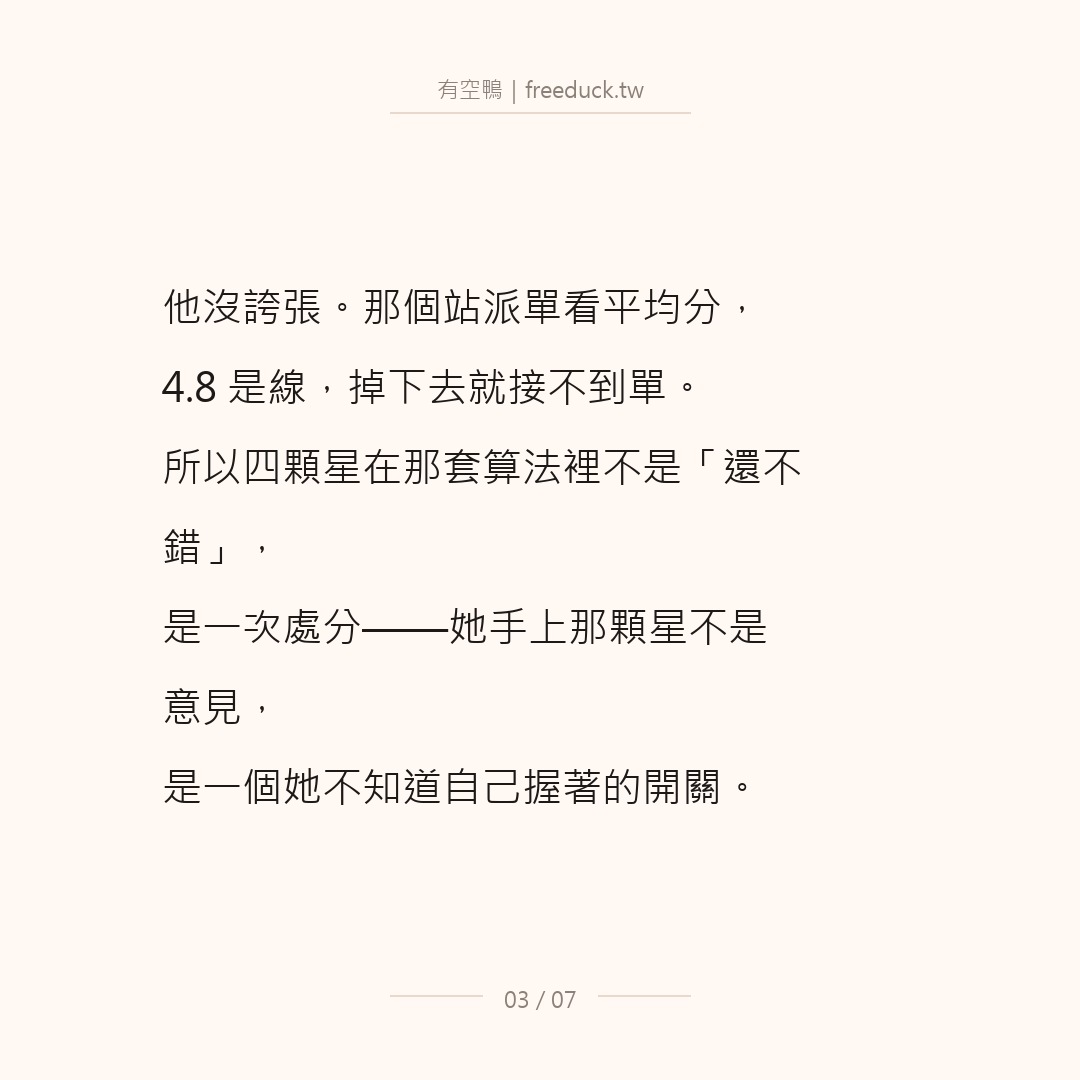 有空鴨｜freeduck.tw
他沒誇張。那個站派單看平均分，
4.8 是線，掉下去就接不到單。
所以四顆星在那套算法裡不是「還不
錯」，
是一次處分——她手上那顆星不是
意見，
是一個她不知道自己握著的開關。
03 / 07